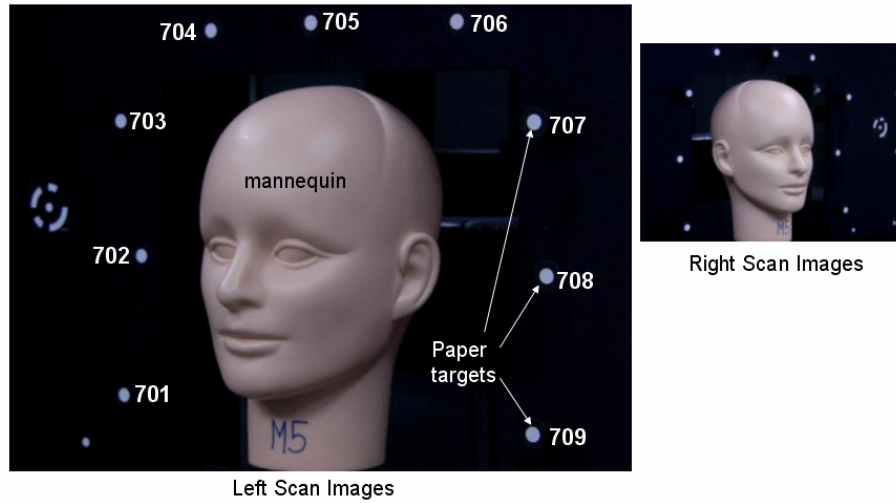 704
705
706
703
707
mannequin
702
708
Paper
targets
701
709
M5
Left Scan Images
M5
Right Scan Images